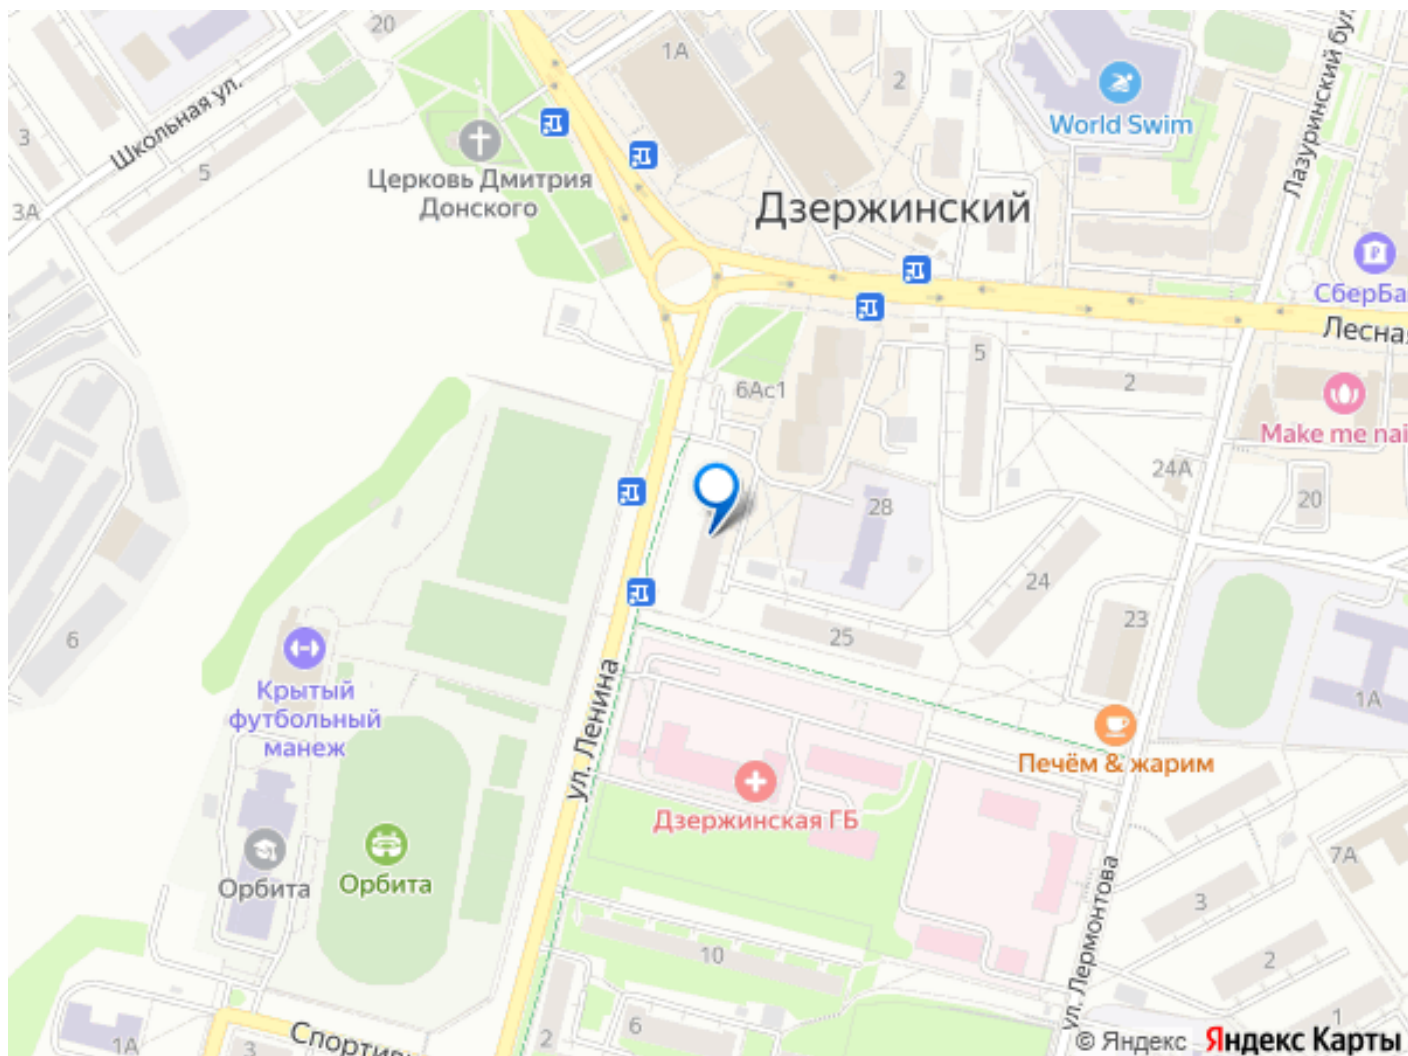 20
1А
2
World Swim
Лазуринский бул
Школьная ул.
3
5
3А
Церковь Дмитрия
Донского
Дзержинский
СберБа
Лесная
5
2
6Ас1
Make me nai
24А
20
28
24
23
25
6
1А
Крытый
футбольный
манеж
ул. Ленина
Печём & жарим
Дзержинская ГБ
Орбита
Орбита
7А
3
ул. Лермонтова
10
2
6
2
1
1А
3
Спортив
© Яндекс Яндекс Карты